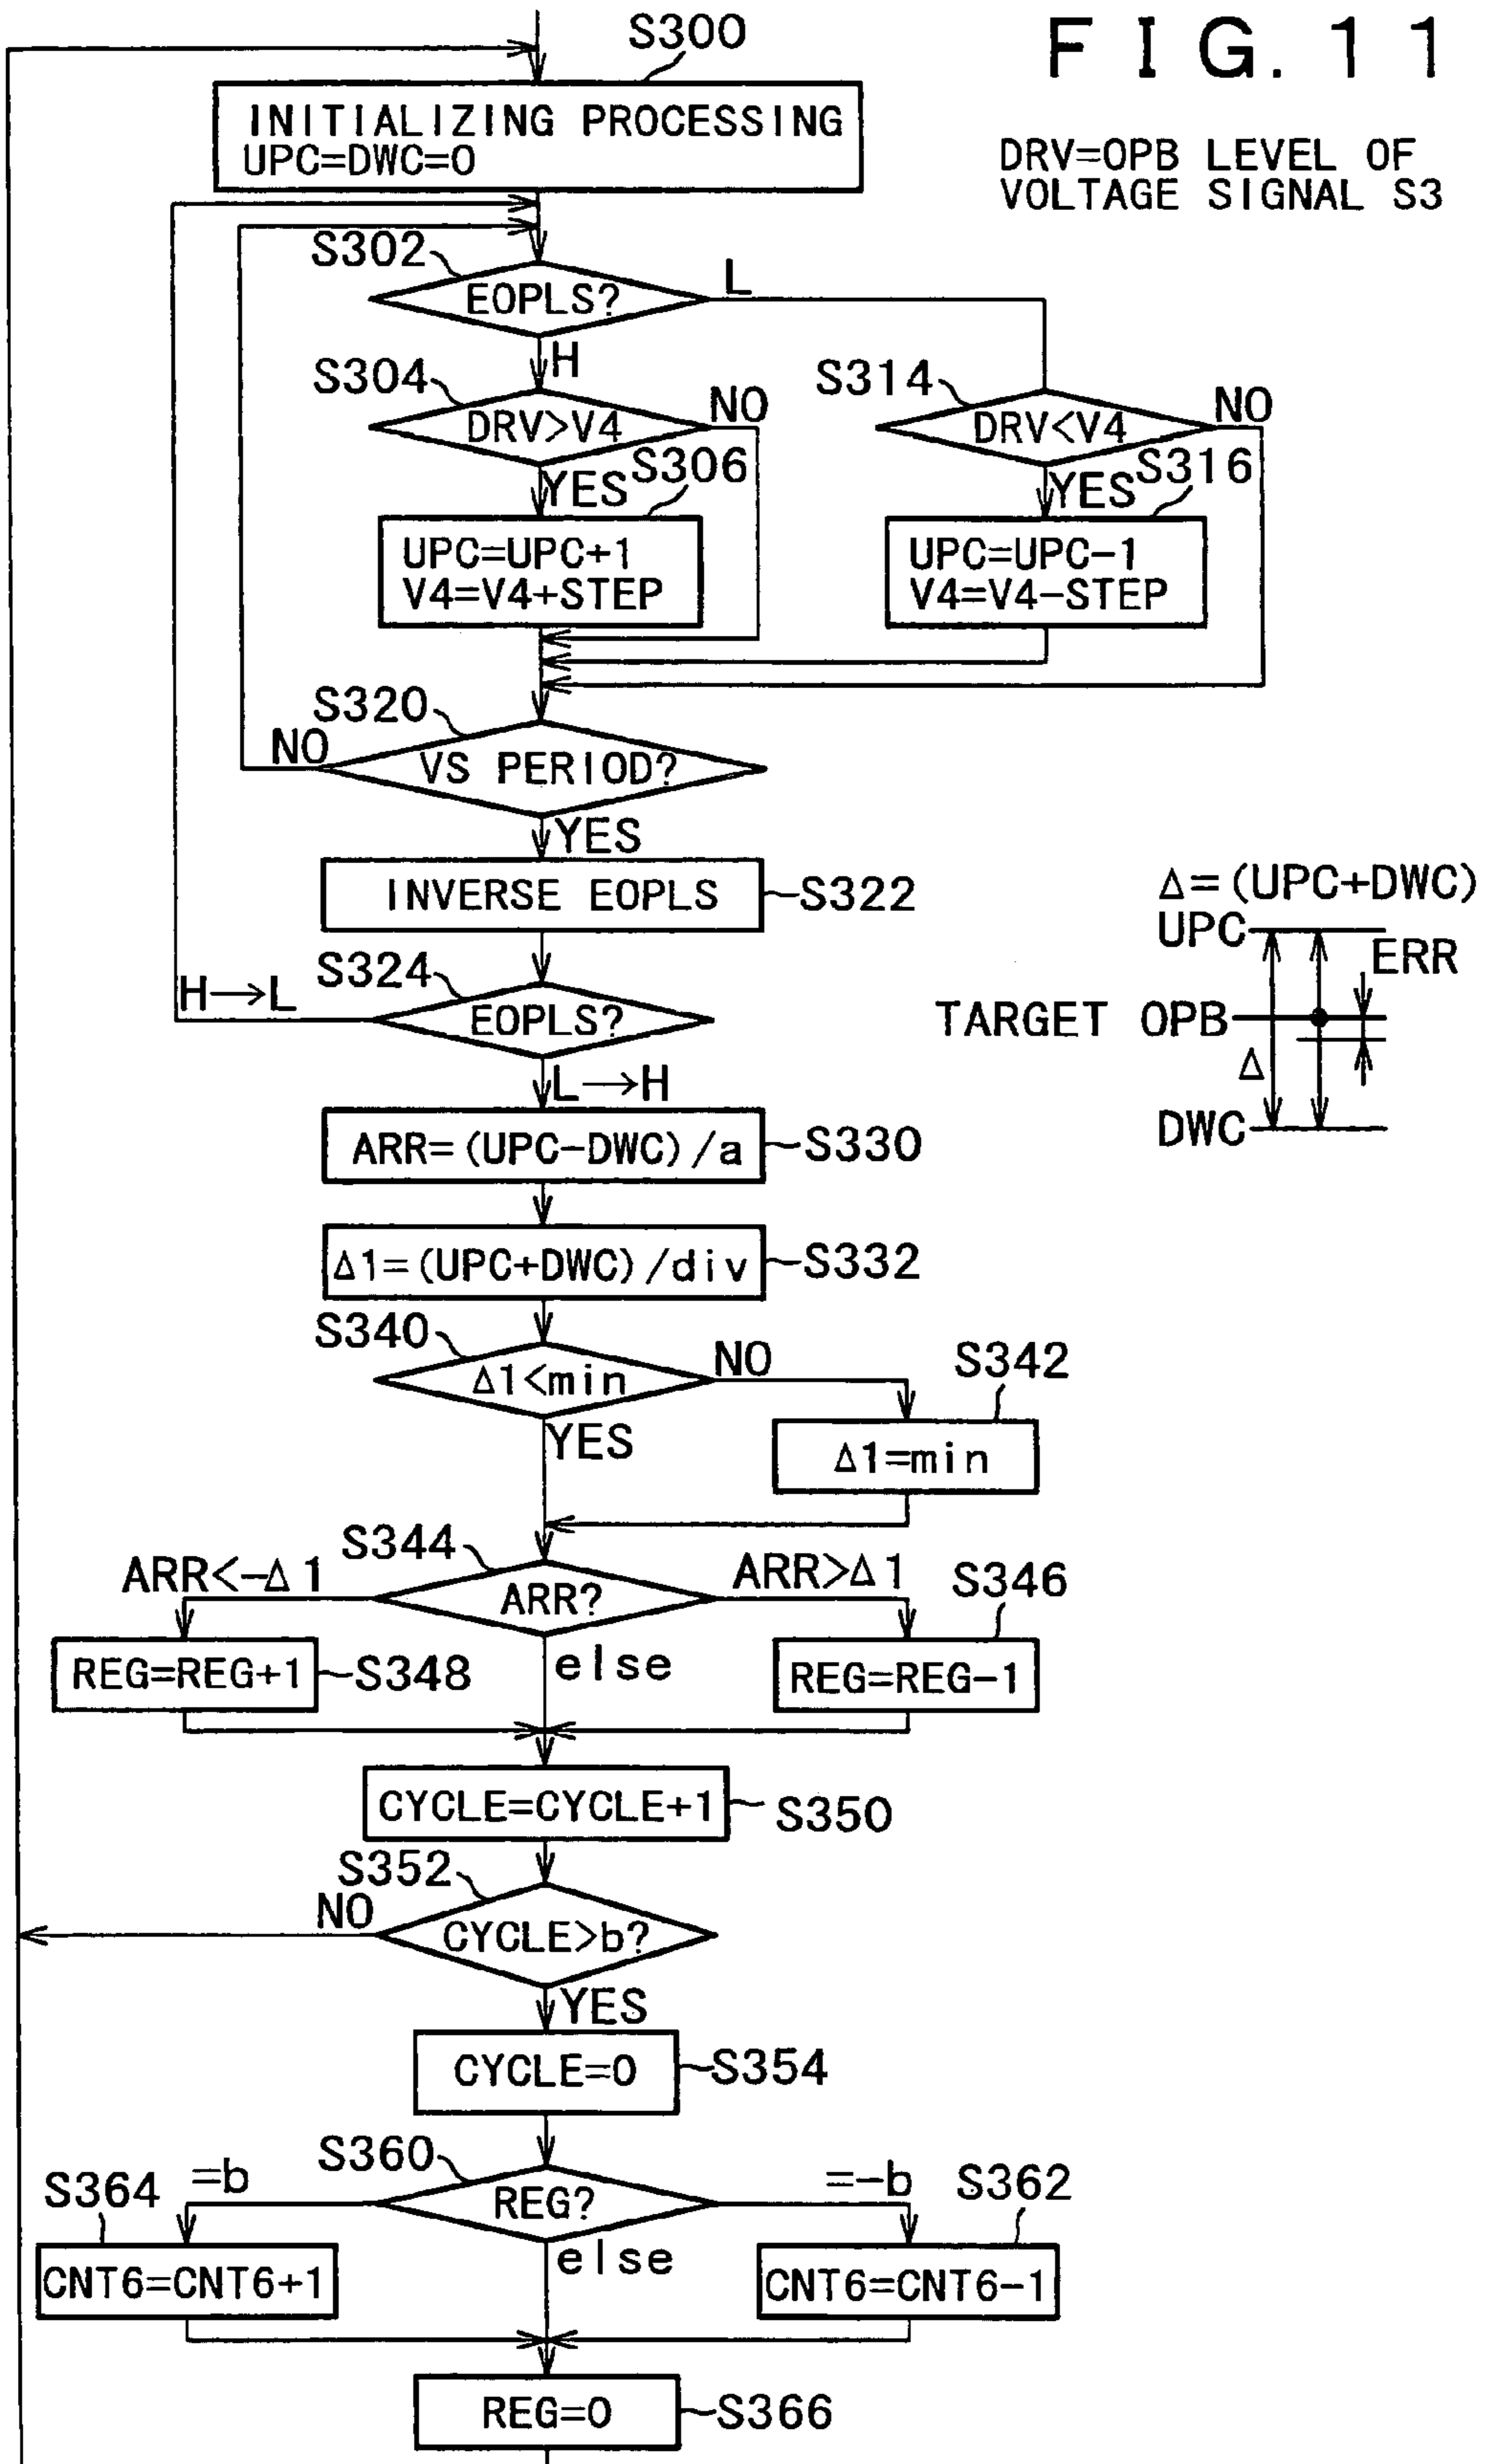 FIG. 11
DRV=OPB LEVEL OF
VOLTAGE SIGNAL S3
S300
INITIALIZING PROCESSING
UPC=DWC=0
S302
EOPLS?
L
H
S304
DRV>V4
NO
YES
S306
UPC=UPC+1
V4=V4+STEP
S314
DRV<V4
NO
YES
S316
UPC=UPC-1
V4=V4-STEP
S320
VS PERIOD?
NO
YES
INVERSE EOPLS
S322
S324
EOPLS?
H→L
L→H
Δ=(UPC+DWC)
UPC
ERR
TARGET OPB
Δ
DWC
ARR=(UPC-DWC)/a
S330
Δ1=(UPC+DWC)/div
S332
S340
Δ1<min
NO
YES
S342
Δ1=min
S344
ARR?
ARR<-Δ1
ARR>Δ1
else
S346
REG=REG+1
S348
REG=REG-1
CYCLE=CYCLE+1
S350
S352
CYCLE>b?
NO
YES
CYCLE=0
S354
S360
REG?
=b
=-b
else
S364
CNT6=CNT6+1
S362
CNT6=CNT6-1
REG=0
S366